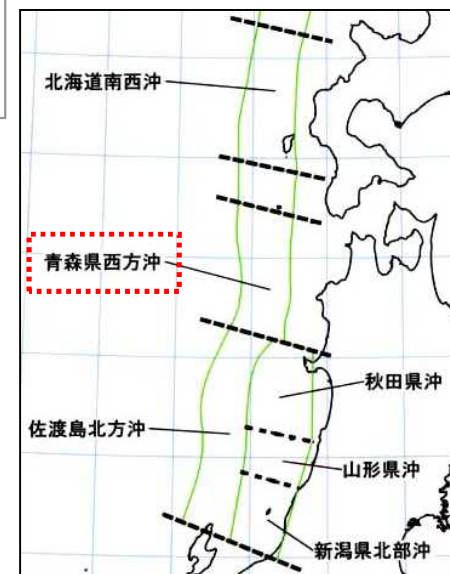 北海道南西沖
青森県西方沖
秋田県沖
佐渡島北方沖
山形県沖
新潟県北部沖